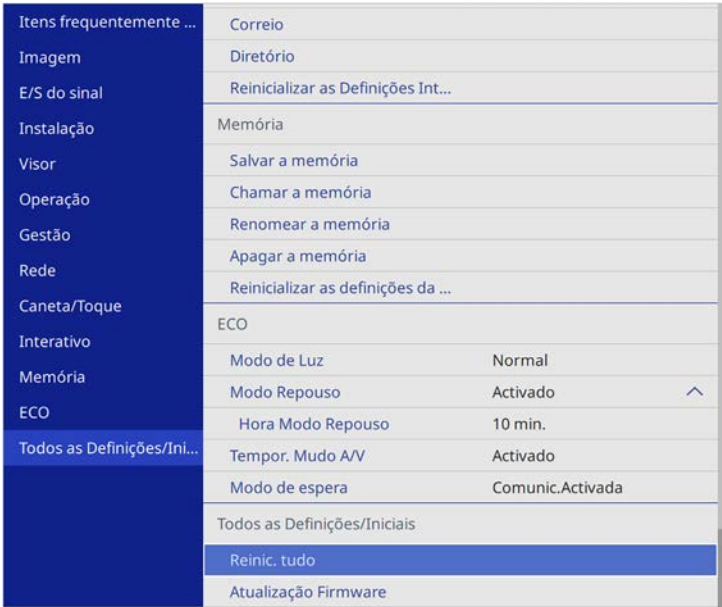 Itens frequentemente ...
Imagem
E/S do sinal
Instalação
Visor
Operação
Gestão
Rede
Caneta/Toque
Interativo
Memória
ECO
Todos as Definições/Ini...
Correio
Diretório
Reinicializar as Definições Int...
Memória
Salvar a memória
Chamar a memória
Renomear a memória
Apagar a memória
Reinicializar as definições da ...
ECO
Modo de Luz Normal
Modo Repouso Activado
Hora Modo Repouso 10 min.
Tempor. Mudo A/V Activado
Modo de espera Comunic.Activada
Todos as Definições/Iniciais
Reinic. tudo
Atualização Firmware